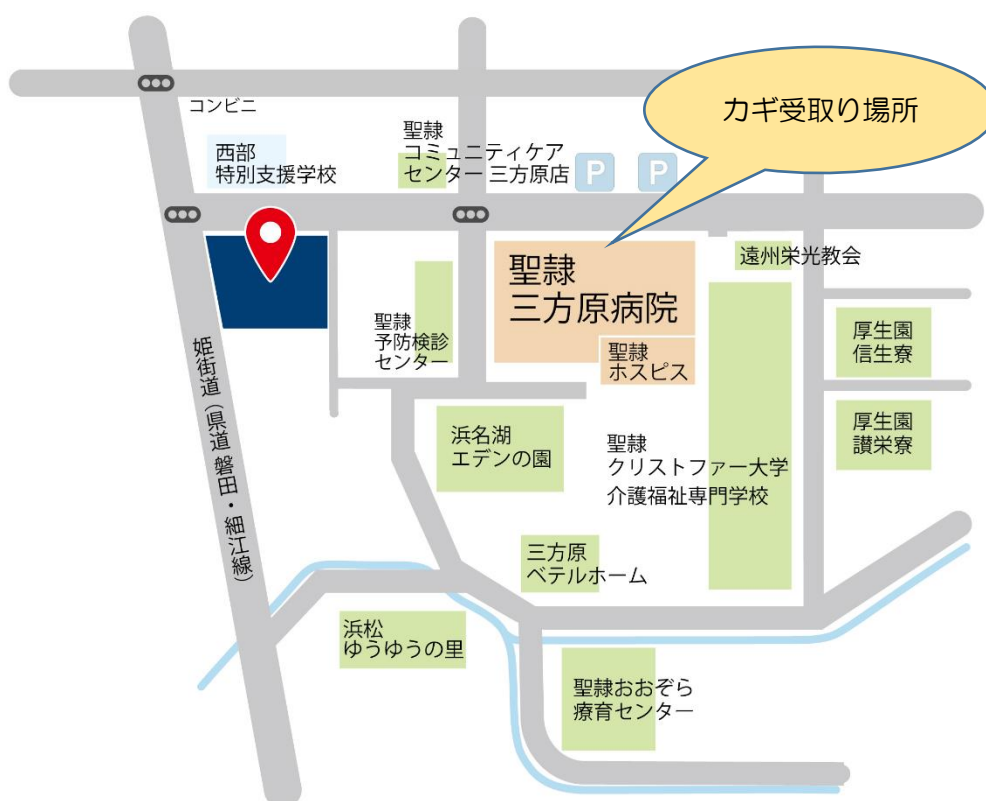 コンビニ
カギ受取り場所
西部
特別支援学校
聖隷
コミュニティケア
センター 三方原店
P
P
聖隷
三方原病院
遠州栄光教会
聖隷
予防検診
センター
聖隷
ホスピス
厚生園
信生寮
姫街道(県道 磐田・細江線)
浜名湖
エデンの園
聖隷
クリストファー大学
介護福祉専門学校
厚生園
讃栄寮
三方原
ベテルホーム
浜松
ゆうゆうの里
聖隷おおぞら
療育センター